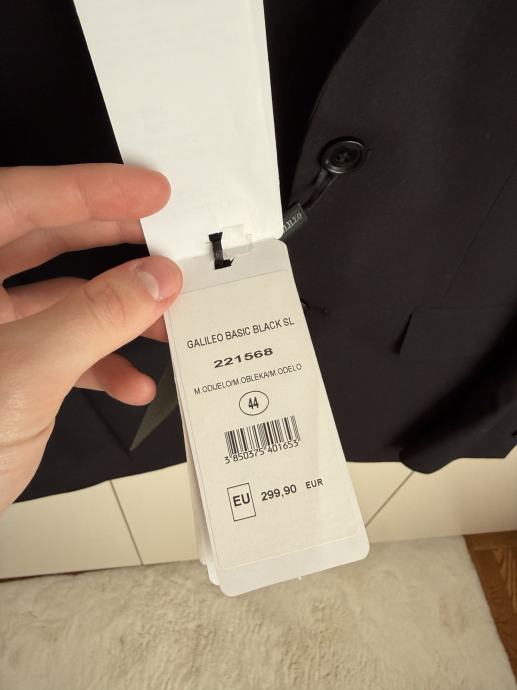 GALILEO BASIC BLACK SL
221568
M.ODIJELO/M.OBLEKA/M.ODELO
44
3 850375 401653
EU 299,90 EUR